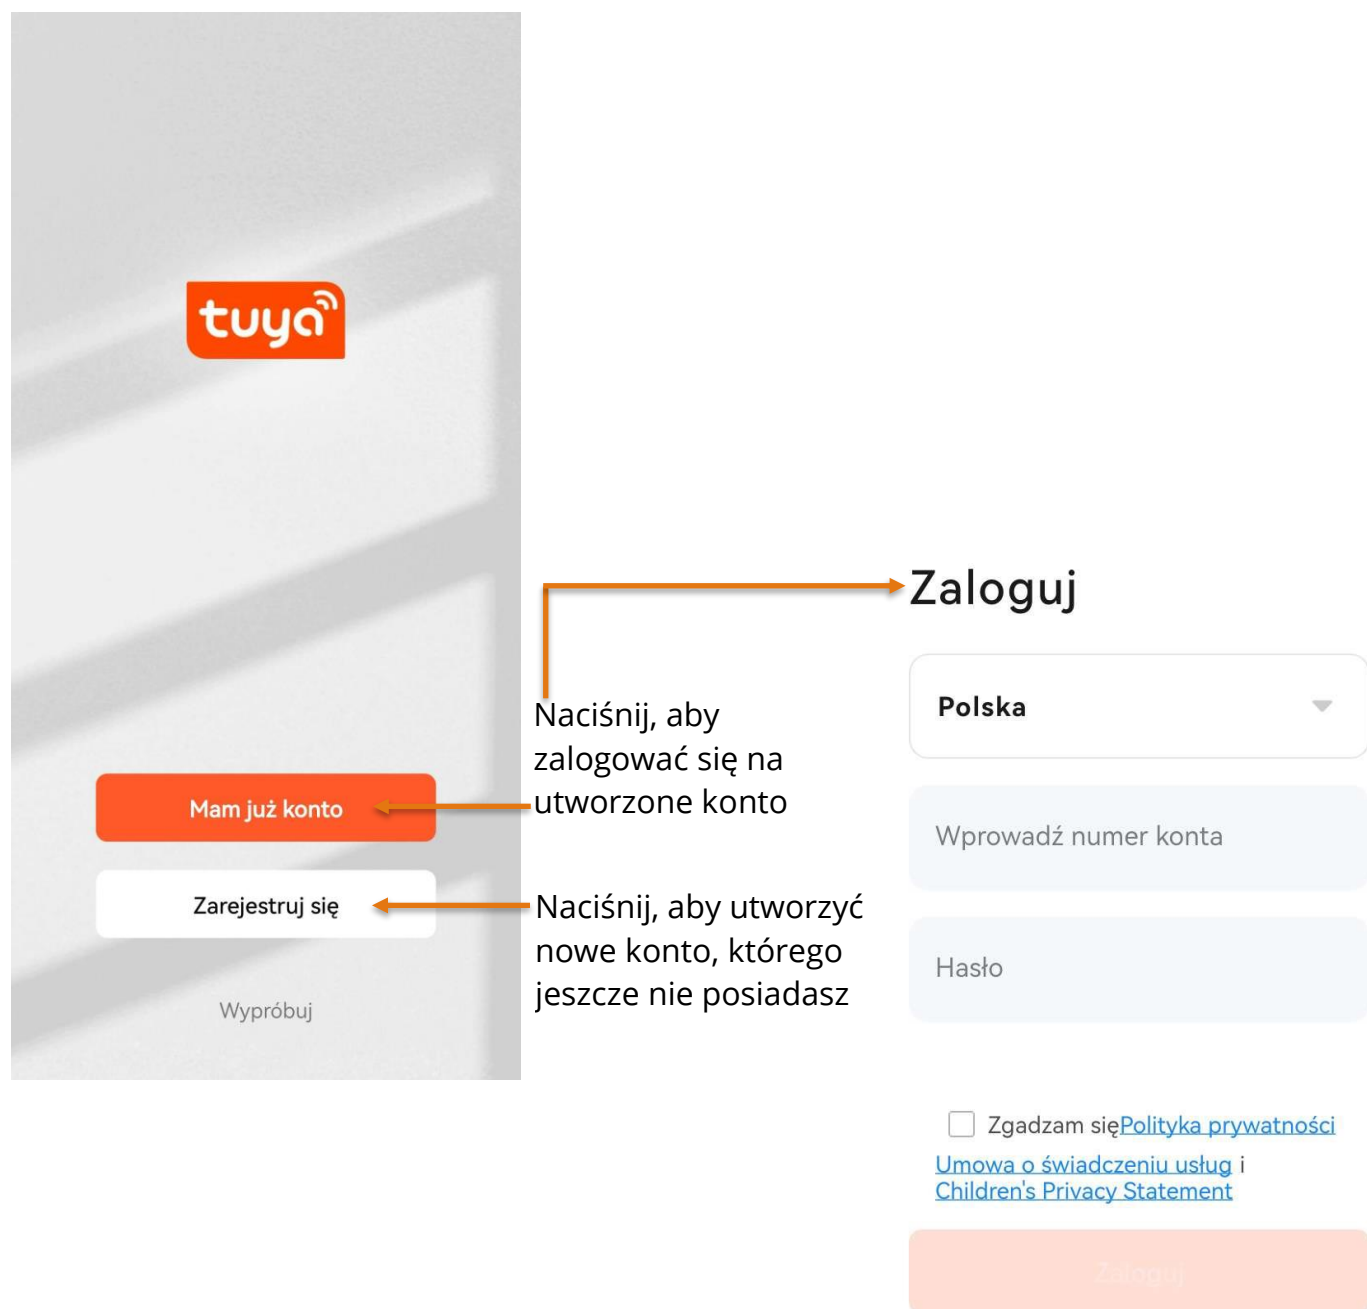 tuya
Mam już konto
Zarejestruj się
Wypróbuj
Naciśnij, aby
zalogować się na
utworzone konto
Naciśnij, aby utworzyć
nowe konto, którego
jeszcze nie posiadasz
Zaloguj
Polska
Wprowadź numer konta
Hasło
Zgadzam sięPolityka prywatności
Umowa o świadczeniu usług i
Children's Privacy Statement
Zaloguj